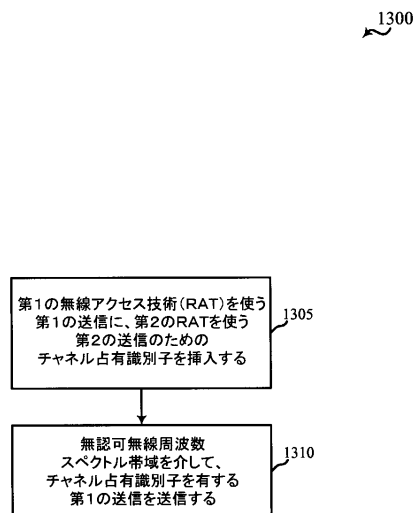 1300
第1の無線アクセス技術(RAT)を使う
第1の送信に、第2のRATを使う
第2の送信のための
チャネル占有識別子を挿入する
1305
無認可無線周波数
スペクトル帯域を介して、
チャネル占有識別子を有する
第1の送信を送信する
1310